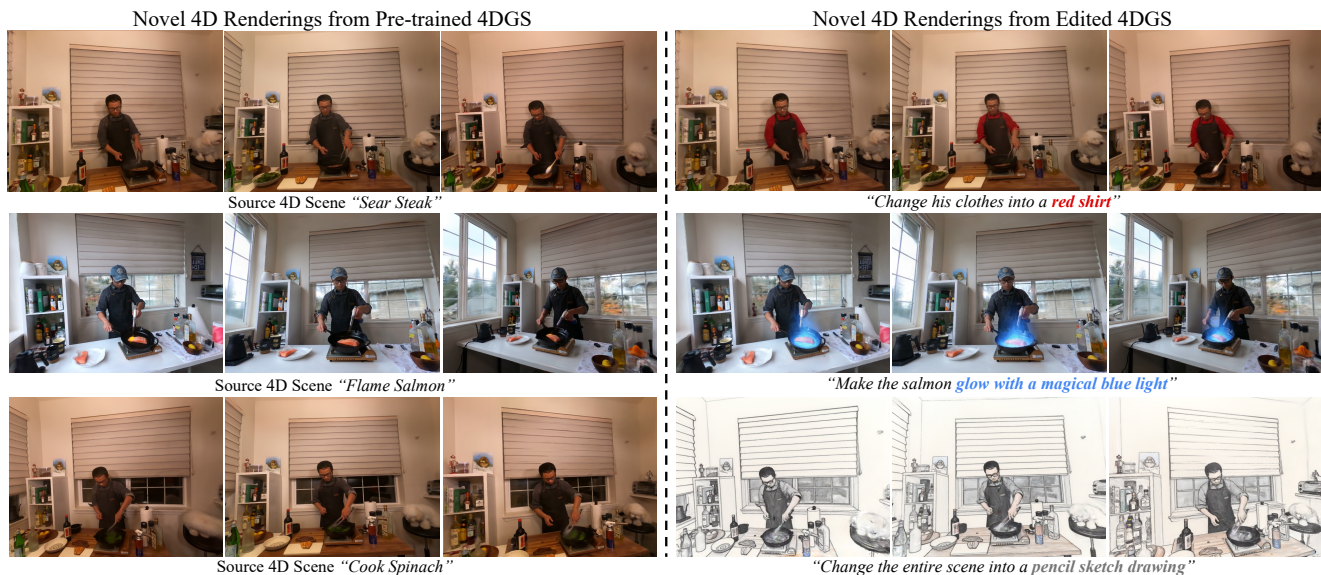 Novel 4D Renderings from Pre-trained 4DGS
Novel 4D Renderings from Edited 4DGS
Source 4D Scene “Sear Steak”
“Change his clothes into a red shirt”
Source 4D Scene “Flame Salmon”
“Make the salmon glow with a magical blue light”
Source 4D Scene “Cook Spinach”
“Change the entire scene into a pencil sketch drawing”